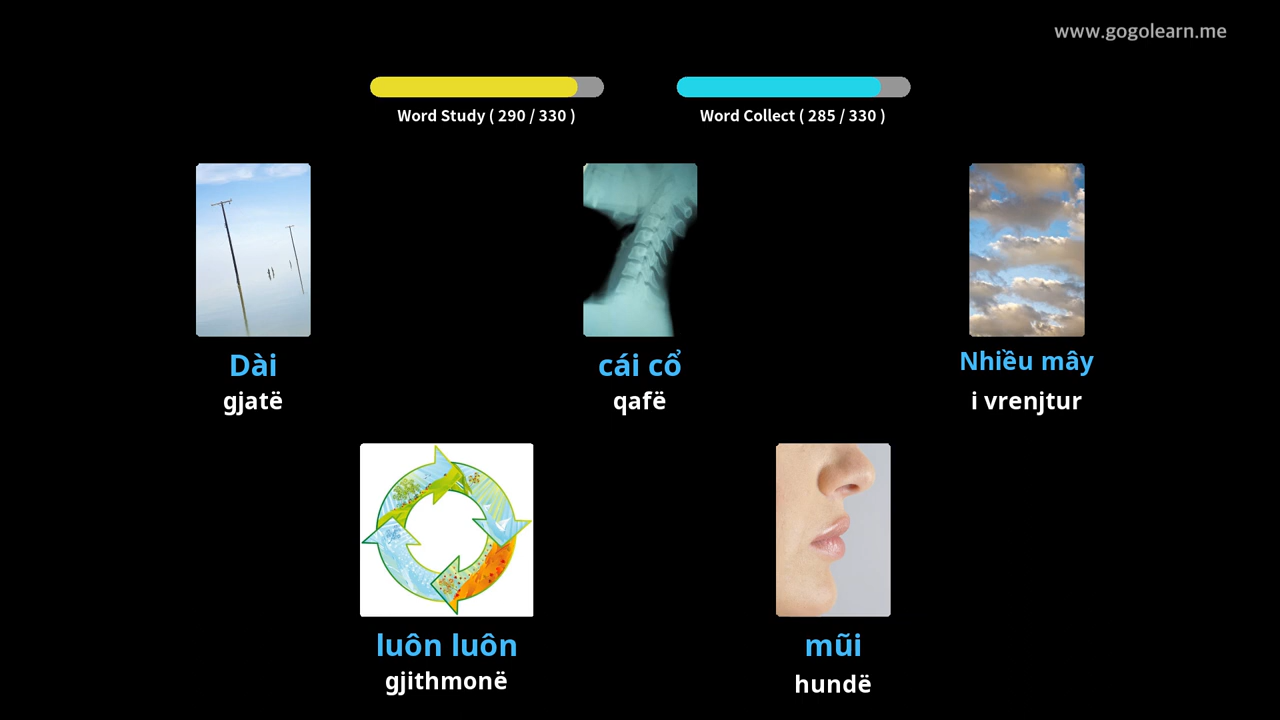 www.gogolearn.me
Word Study ( 290 / 330 )
Word Collect ( 285 / 330 )
Dài
gjatë
cái cổ
qafë
Nhiều mây
i vrenjtur
luôn luôn
gjithmonë
mũi
hundë